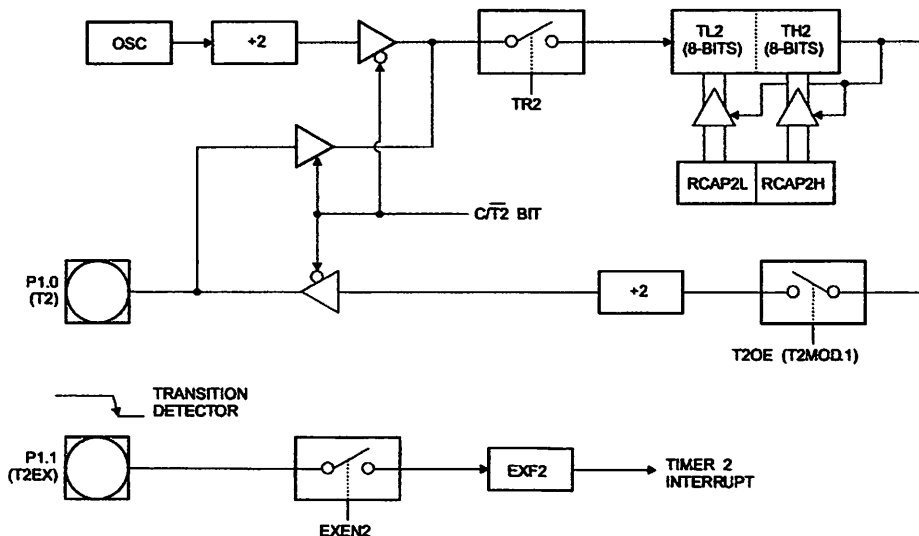 OSC
÷2
TR2
TL2
(8-BITS)
TH2
(8-BITS)
RCAP2L
RCAP2H
C/T̅2̅ BIT
P1.0
(T2)
÷2
T2OE (T2MOD.1)
TRANSITION
DETECTOR
P1.1
(T2EX)
EXEN2
EXF2
TIMER 2
INTERRUPT